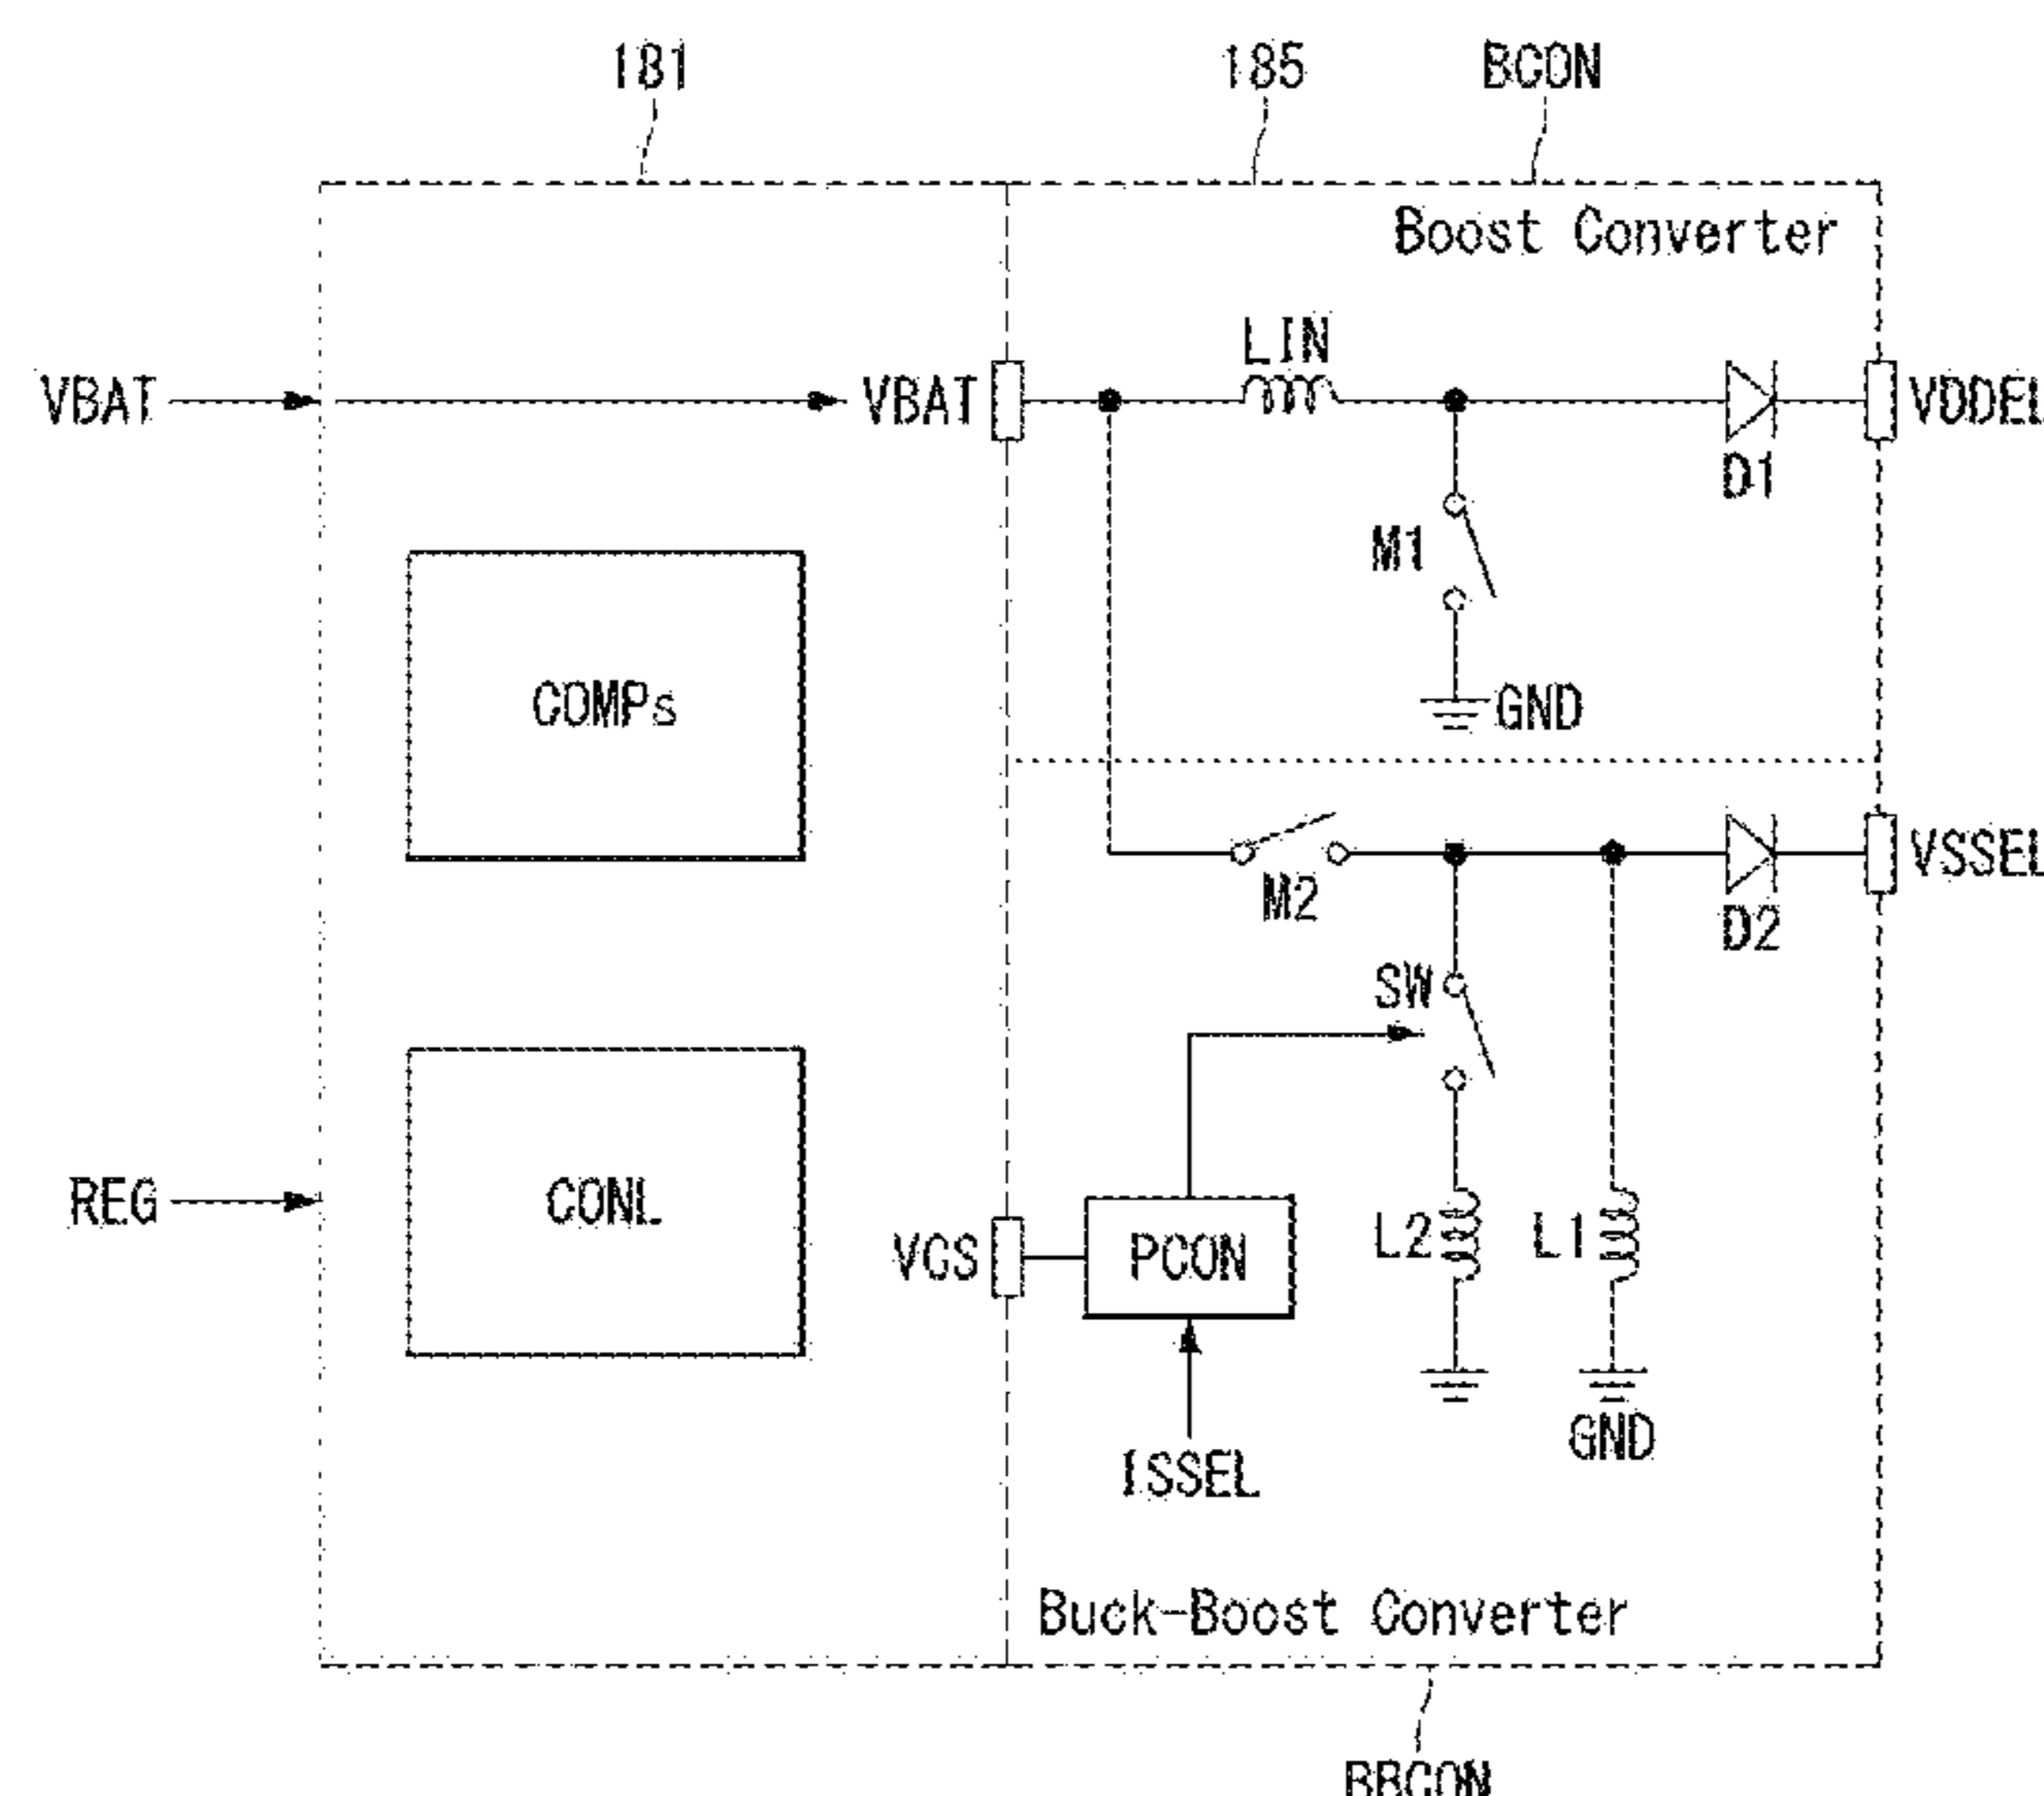 181
185
BCON
Boost Converter
LIN
VBAT
VBAT
VDDEL
D1
M1
COMPs
GND
VSSEL
M2
D2
SW
REG
CONL
L2
L1
VGS
PCON
GND
ISSEL
Buck-Boost Converter
BBCON